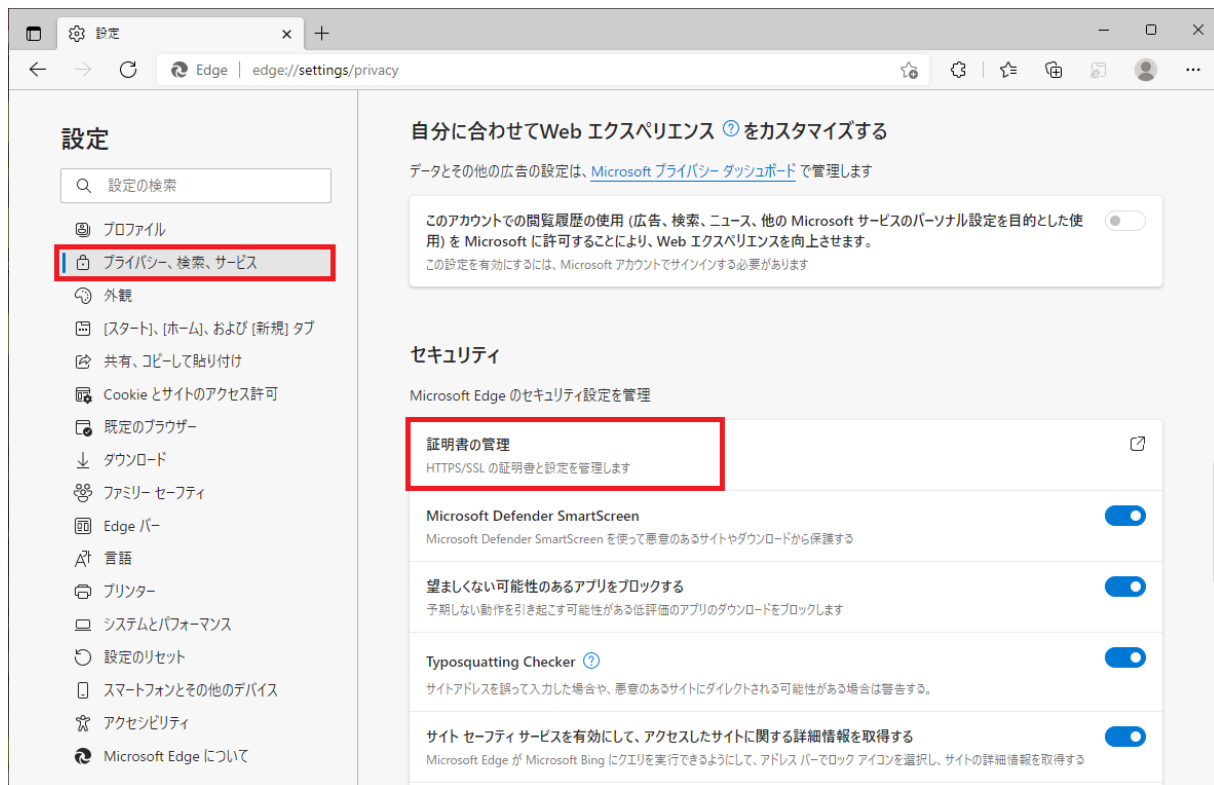 設定
Edge
edge://settings/privacy
設定
設定の検索
プロファイル
プライバシー、検索、サービス
外観
[スタート]、[ホーム]、および [新規] タブ
共有、コピーして貼り付け
Cookie とサイトのアクセス許可
既定のブラウザー
ダウンロード
ファミリー セーフティ
Edge バー
言語
プリンター
システムとパフォーマンス
設定のリセット
スマートフォンとその他のデバイス
アクセシビリティ
Microsoft Edge について
自分に合わせてWeb エクスペリエンス ? をカスタマイズする
データとその他の広告の設定は、Microsoft プライバシー ダッシュボード で管理します
このアカウントでの閲覧履歴の使用 (広告、検索、ニュース、他の Microsoft サービスのパーソナル設定を目的とした使
用) を Microsoft に許可することにより、Web エクスペリエンスを向上させます。
この設定を有効にするには、Microsoft アカウントでサインインする必要があります
セキュリティ
Microsoft Edge のセキュリティ設定を管理
証明書の管理
HTTPS/SSL の証明書と設定を管理します
Microsoft Defender SmartScreen
Microsoft Defender SmartScreen を使って悪意のあるサイトやダウンロードから保護する
望ましくない可能性のあるアプリをブロックする
予期しない動作を引き起こす可能性がある低評価のアプリのダウンロードをブロックします
Typosquatting Checker ?
サイトアドレスを誤って入力した場合や、悪意のあるサイトにダイレクトされる可能性がある場合は警告する。
サイト セーフティ サービスを有効にして、アクセスしたサイトに関する詳細情報を取得する
Microsoft Edge が Microsoft Bing にクエリを実行できるようにして、アドレス バーでロック アイコンを選択し、サイトの詳細情報を取得する